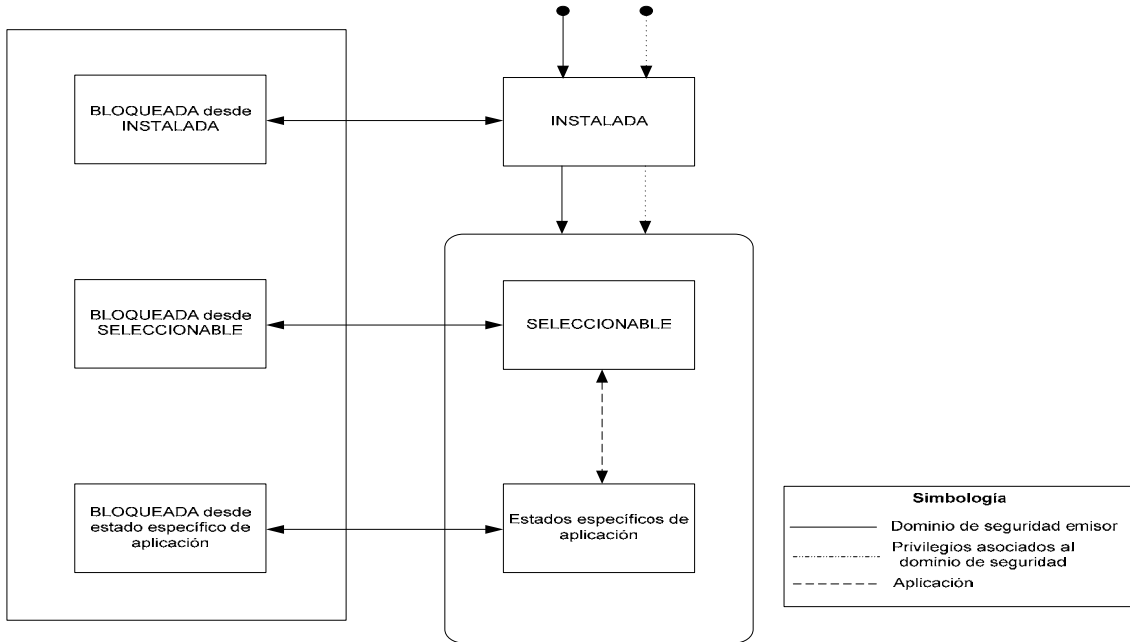 BLOQUEADA desde
INSTALADA
INSTALADA
BLOQUEADA desde
SELECCIONABLE
SELECCIONABLE
BLOQUEADA desde
estado específico de
aplicación
Estados específicos de
aplicación
Simbología
Dominio de seguridad emisor
Privilegios asociados al
dominio de seguridad
Aplicación